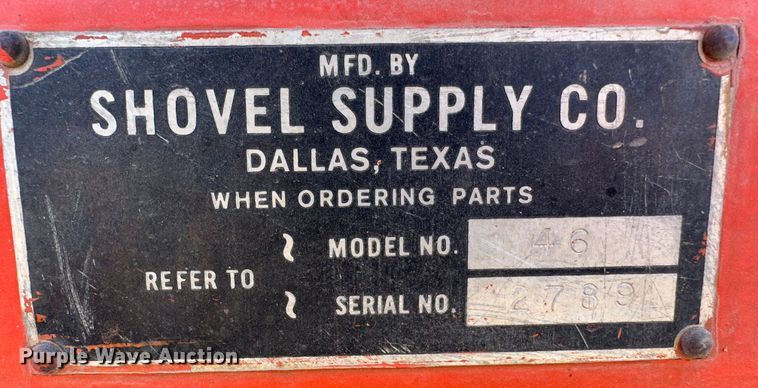 MFD. BY
SHOVEL SUPPLY CO.
DALLAS, TEXAS
WHEN ORDERING PARTS
REFER TO
MODEL NO. 46
SERIAL NO. 2789
Purple Wave Auction